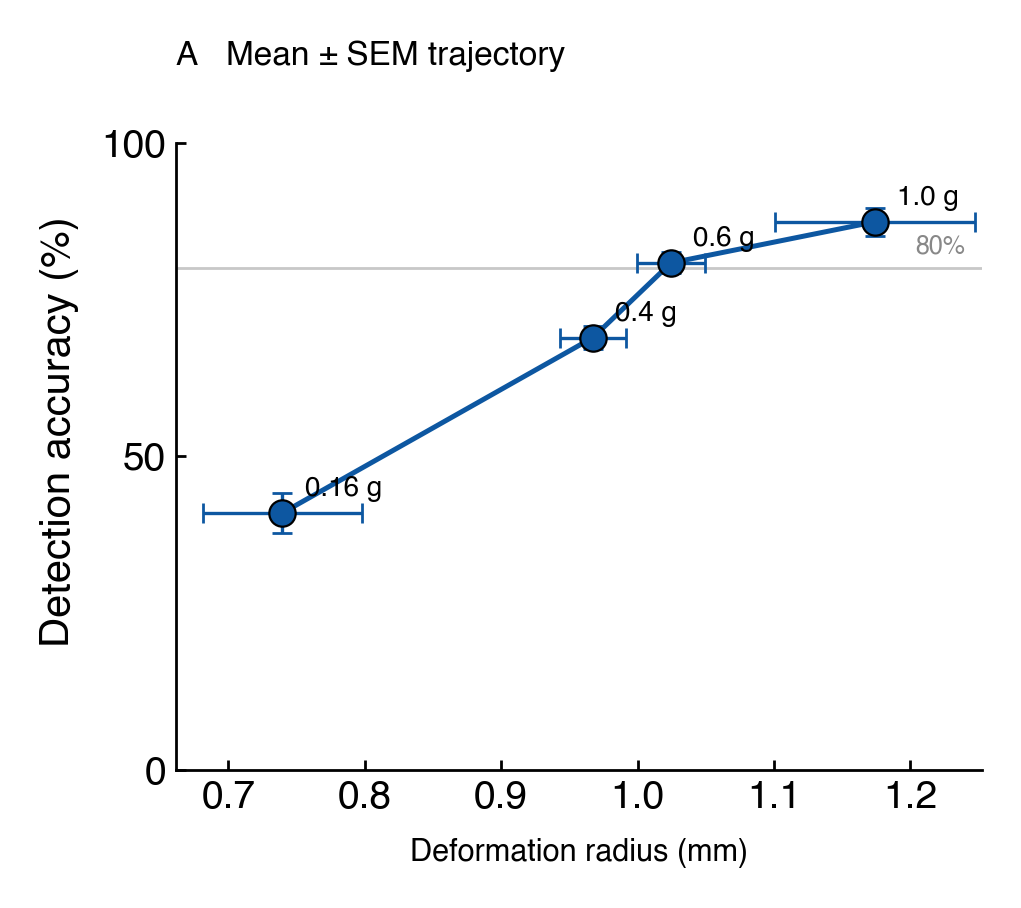 A Mean ± SEM trajectory
100
50
0
Detection accuracy (%)
1.0 g
0.6 g
80%
0.4 g
0.16 g
0.7 0.8 0.9 1.0 1.1 1.2
Deformation radius (mm)